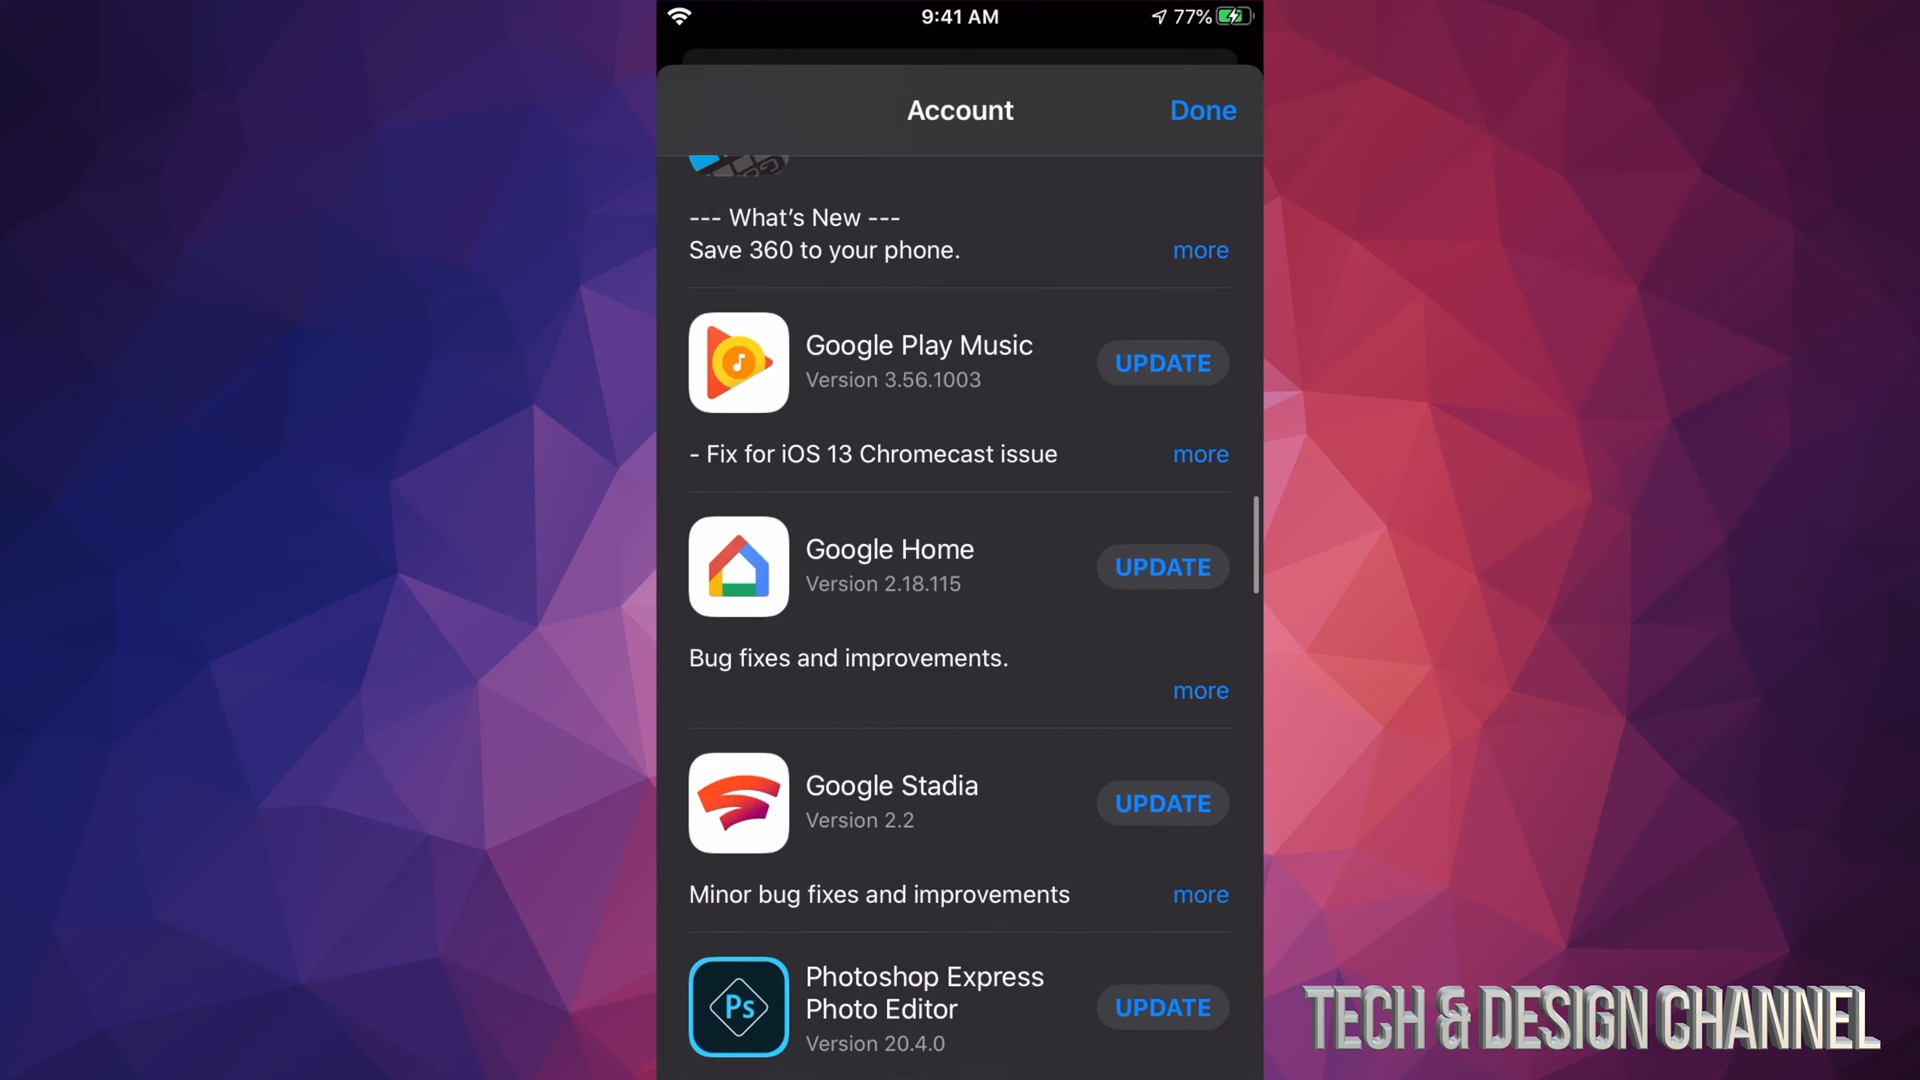 9:41 AM
77%
Account
Done
--- What's New ---
Save 360 to your phone.
more
Google Play Music
Version 3.56.1003
UPDATE
- Fix for iOS 13 Chromecast issue
more
Google Home
Version 2.18.115
UPDATE
Bug fixes and improvements.
more
Google Stadia
Version 2.2
UPDATE
Minor bug fixes and improvements
more
Ps
Photoshop Express
Photo Editor
Version 20.4.0
UPDATE
TECH & DESIGN CHANNEL